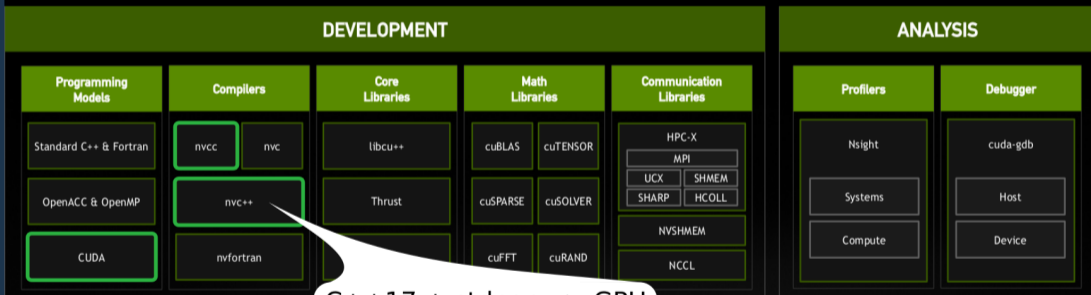 DEVELOPMENT
ANALYSIS
Programming
Models
Compilers
Core
Libraries
Math
Libraries
Communication
Libraries
Profilers
Debugger
Standard C++ & Fortran
OpenACC & OpenMP
CUDA
nvcc
nvc
nvc++
nvfortran
libcu++
Thrust
cuBLAS
cuTENSOR
cuSPARSE
cuSOLVER
cuFFT
cuRAND
HPC-X
MPI
UCX
SHMEM
SHARP
HCOLL
NVSHMEM
NCCL
Nsight
Systems
Compute
cuda-gdb
Host
Device